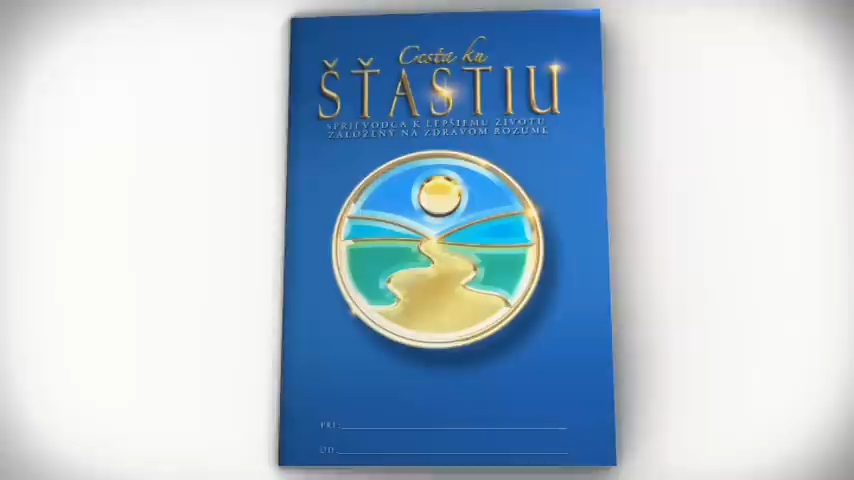 Cesta ku
ŠŤASTIU
SPRIEVODCA K LEPŠIEMU ŽIVOTU
ZALOŽENÝ NA ZDRAVOM ROZUME
PRE:
OD: